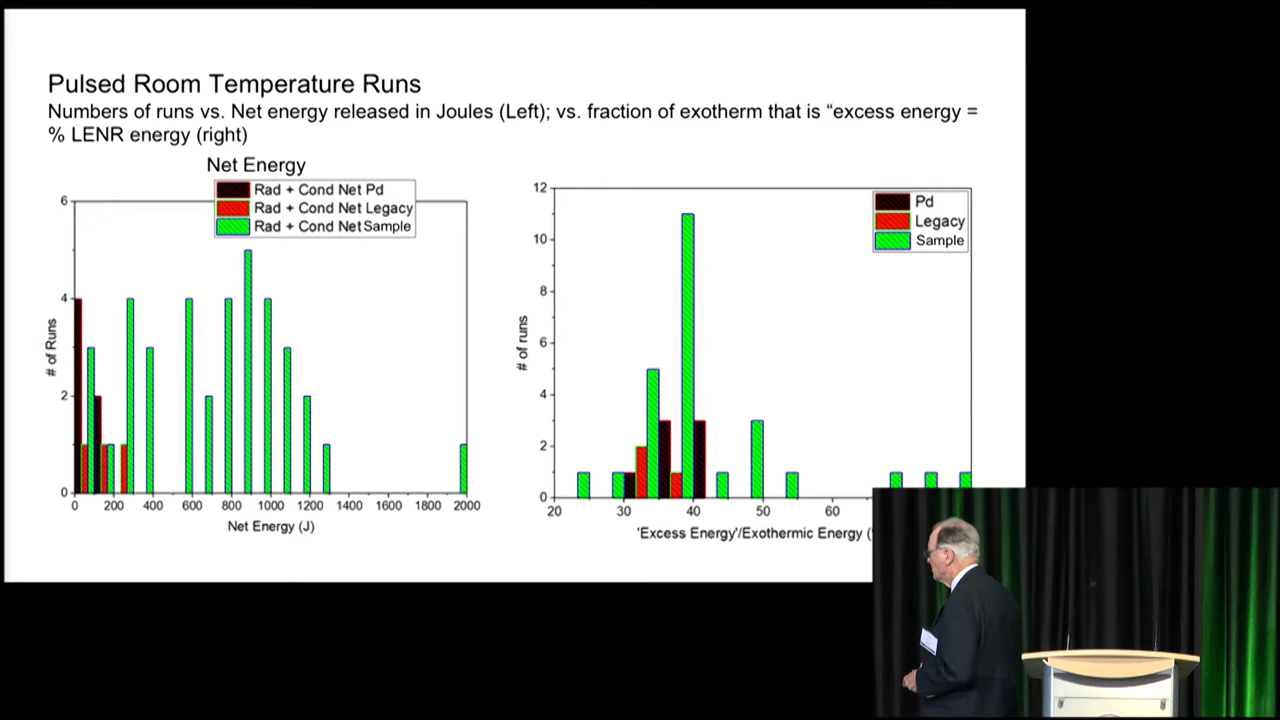 Pulsed Room Temperature Runs
Numbers of runs vs. Net energy released in Joules (Left); vs. fraction of exotherm that is “excess energy =
% LENR energy (right)
Net Energy
Rad + Cond Net Pd
Rad + Cond Net Legacy
Rad + Cond Net Sample
6
4
2
0
# of Runs
0 200 400 600 800 1000 1200 1400 1600 1800 2000
Net Energy (J)
Pd
Legacy
Sample
12
10
8
6
4
2
0
# of runs
20 30 40 50 60
'Excess Energy'/Exothermic Energy (